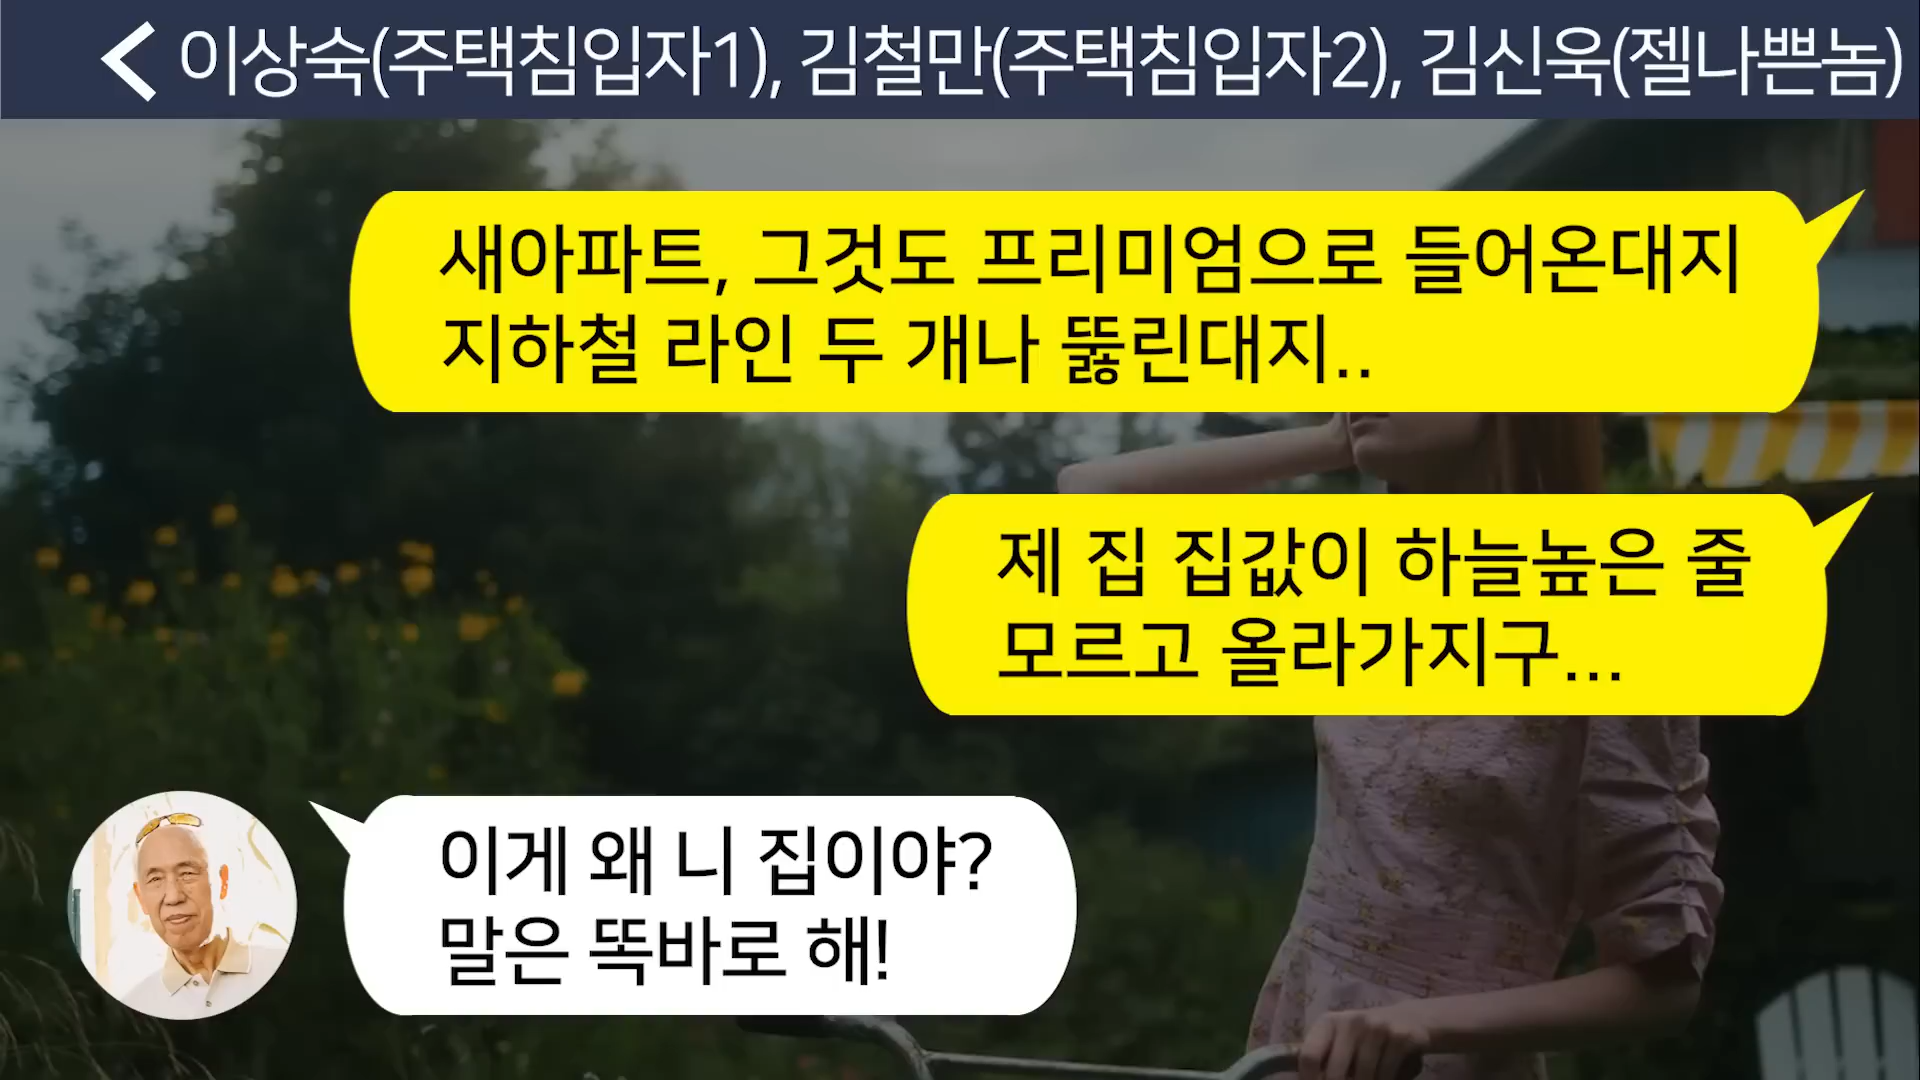 이상숙(주택침입자1), 김철만(주택침입자2), 김신욱(젤나쁜놈)
새아파트, 그것도 프리미엄으로 들어온대지
지하철 라인 두 개나 뚫린대지..
제 집 집값이 하늘높은 줄
모르고 올라가지구...
이게 왜 니 집이야?
말은 똑바로 해!